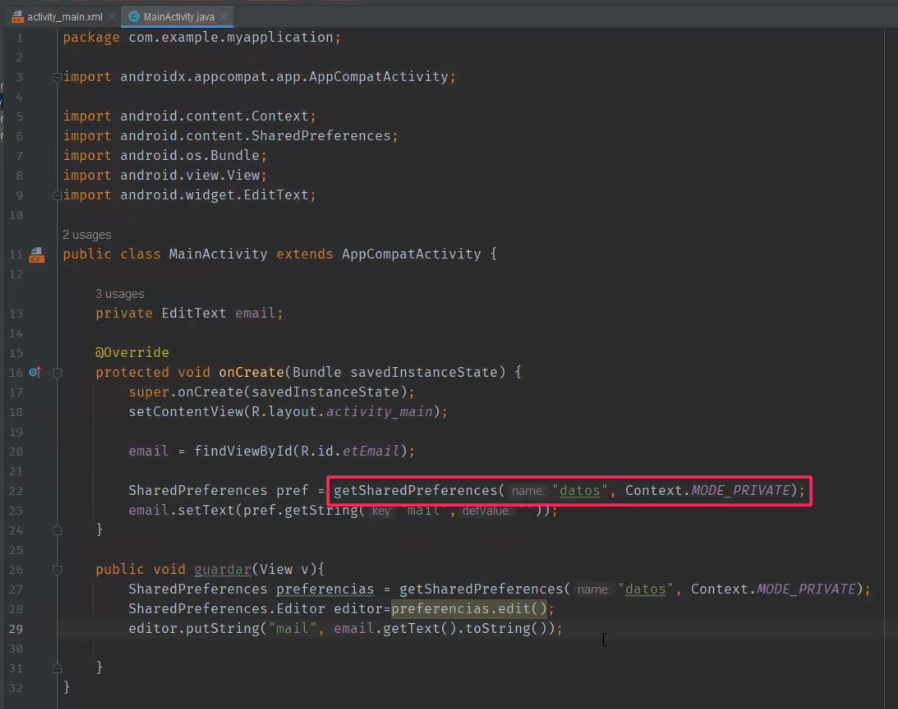 activity_main.xml MainActivity.java
1 package com.example.myapplication;
2
3 import androidx.appcompat.app.AppCompatActivity;
4
5 import android.content.Context;
6 import android.content.SharedPreferences;
7 import android.os.Bundle;
8 import android.view.View;
9 import android.widget.EditText;
10
2 usages
11 public class MainActivity extends AppCompatActivity {
12
3 usages
13 private EditText email;
14
15 @Override
16 protected void onCreate(Bundle savedInstanceState) {
17 super.onCreate(savedInstanceState);
18 setContentView(R.layout.activity_main);
19
20 email = findViewById(R.id.etEmail);
21
22 SharedPreferences pref = getSharedPreferences( name: "datos", Context.MODE_PRIVATE);
23 email.setText(pref.getString( key: "mail", defValue: ""));
24 }
25
26 public void guardar(View v){
27 SharedPreferences preferencias = getSharedPreferences( name: "datos", Context.MODE_PRIVATE);
28 SharedPreferences.Editor editor=preferencias.edit();
29 editor.putString("mail", email.getText().toString());
30
31 }
32 }